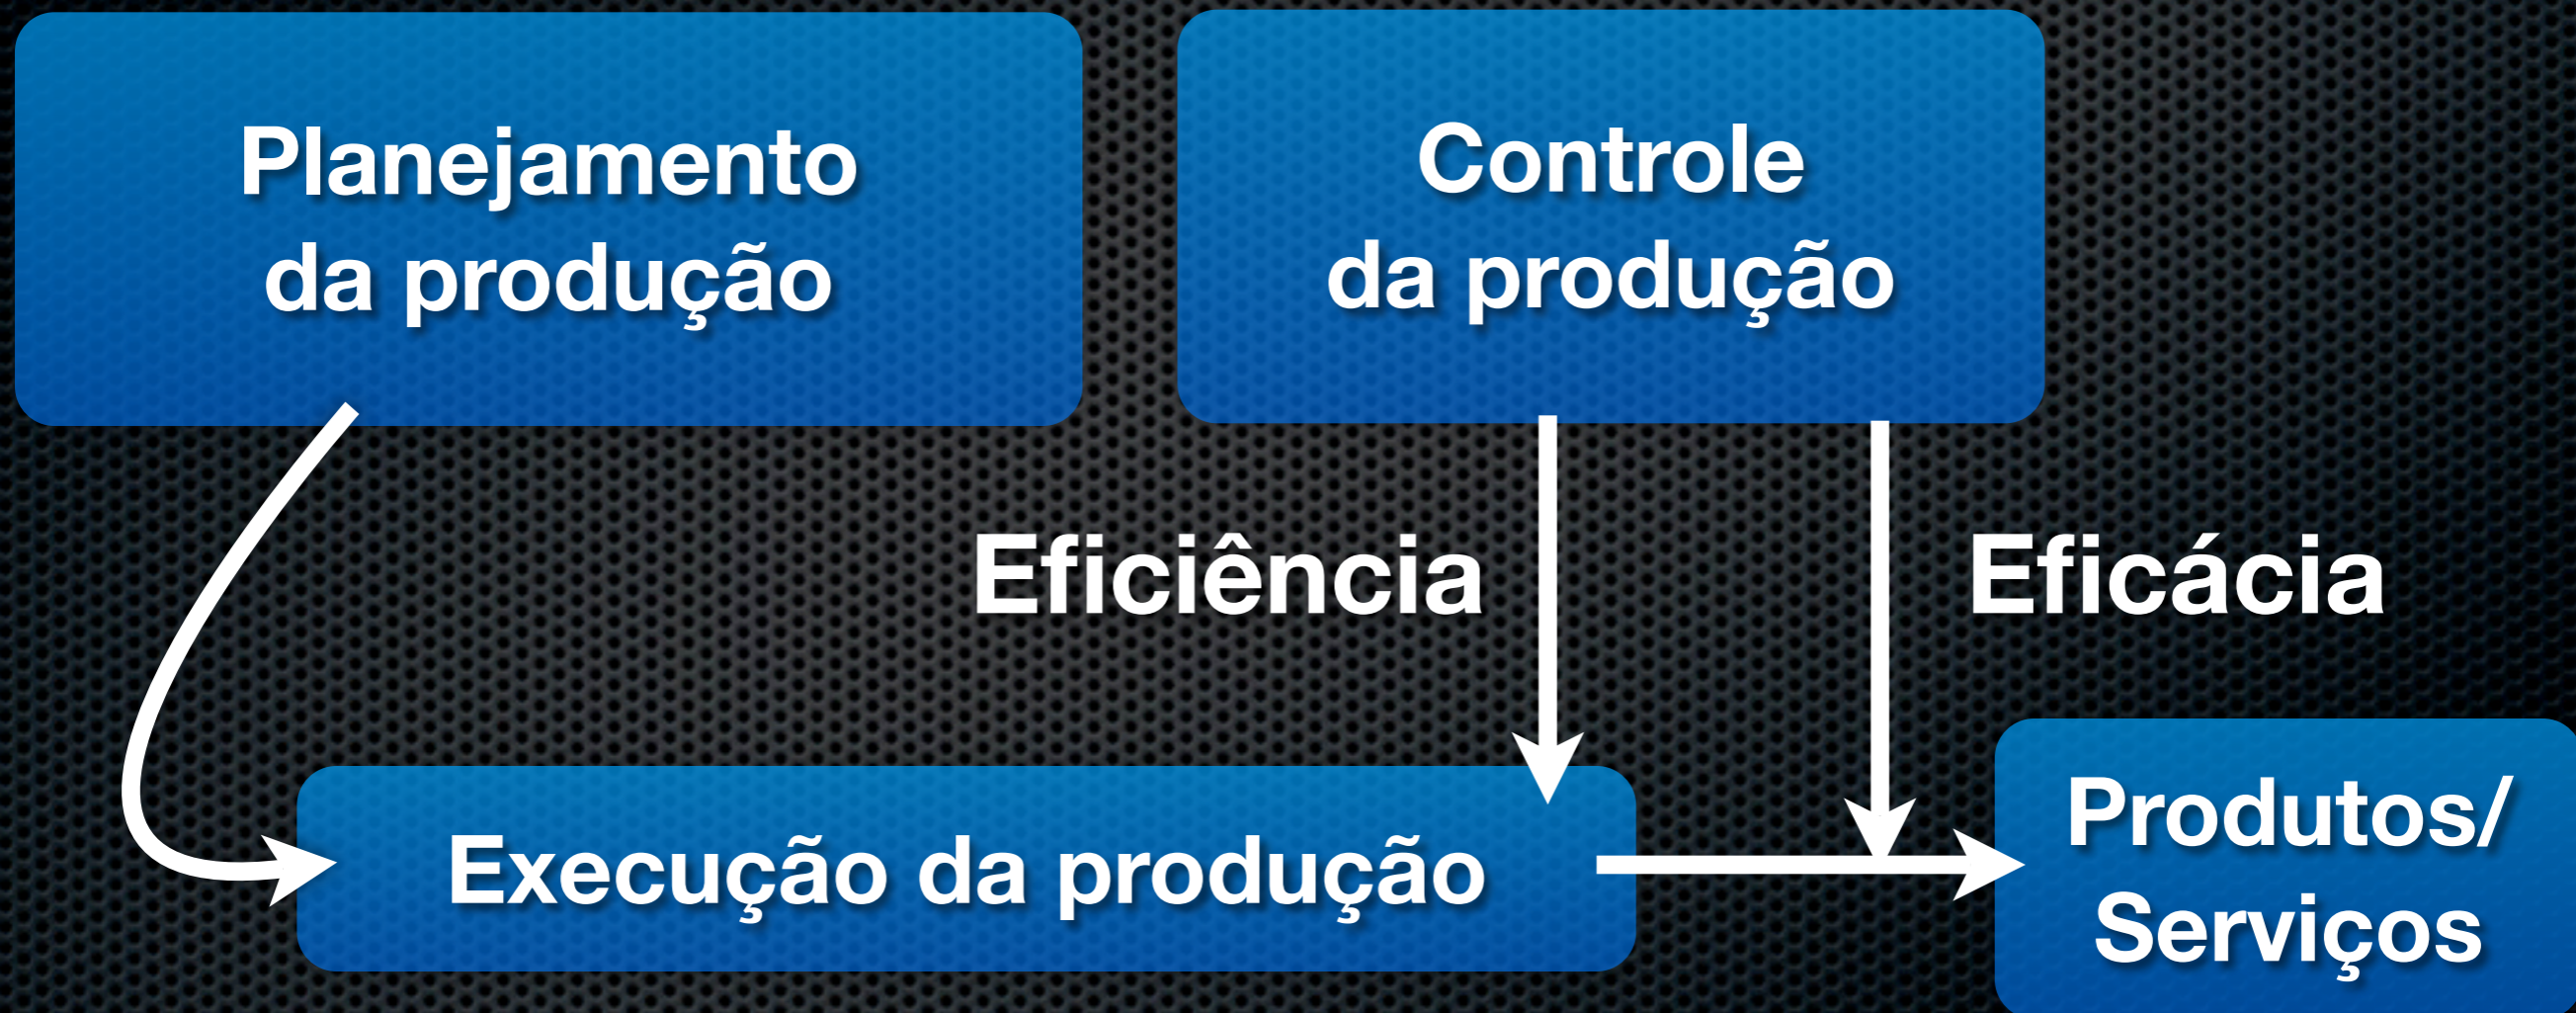 Planejamento
da produção
Controle
da produção
Eficiência
Eficácia
Execução da produção
Produtos/
Serviços